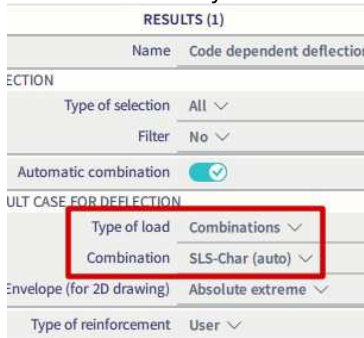 RESULTS (1)
Name Code dependent deflection
ECTION
Type of selection All
Filter No
Automatic combination
ULT CASE FOR DEFLECTION
Type of load Combinations
Combination SLS-Char (auto)
Envelope (for 2D drawing) Absolute extreme
Type of reinforcement User